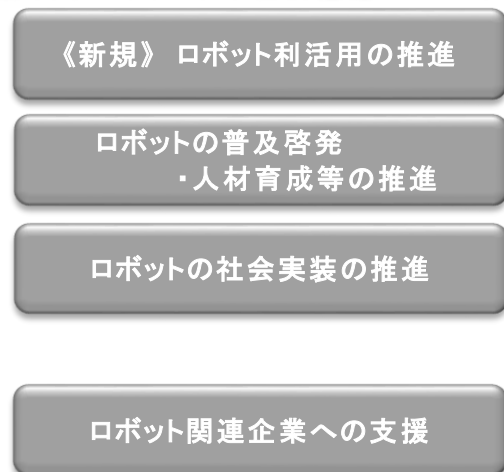 《新規》 ロボット利活用の推進
ロボットの普及啓発
・人材育成等の推進
ロボットの社会実装の推進
ロボット関連企業への支援